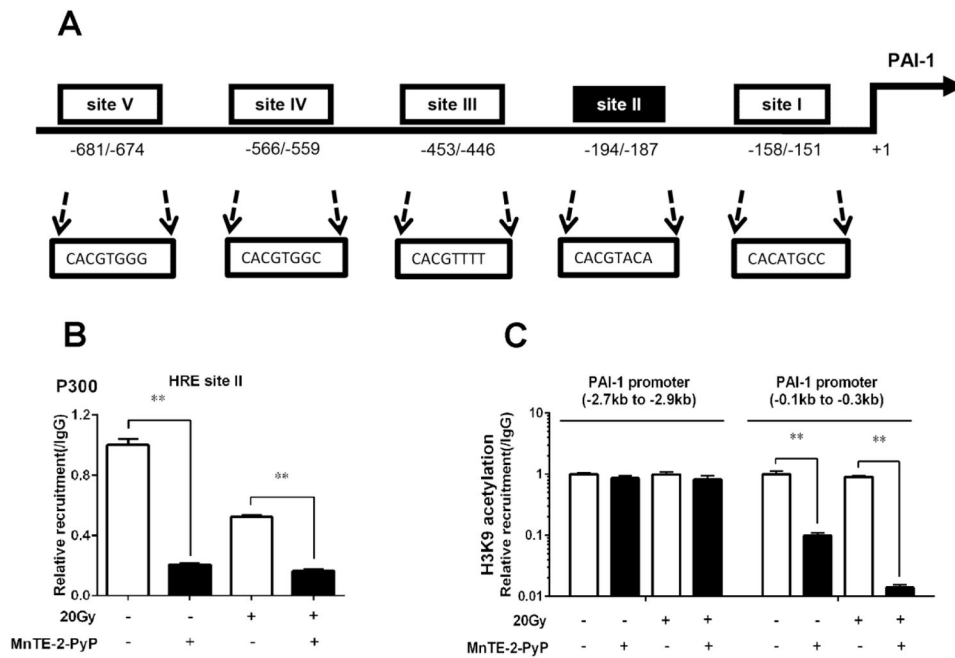 A
PAI-1
site V site IV site III site II site I
-681/-674 -566/-559 -453/-446 -194/-187 -158/-151 +1
CACGTGGG CACGTGGC CACGTTTT CACGTACA CACATGCC
B
P300
HRE site II
Relative recruitment(/IgG)
1.2
0.8
0.4
0.0
** **
20Gy - - + +
MnTE-2-PyP - + - +
C
PAI-1 promoter
(-2.7kb to -2.9kb)
PAI-1 promoter
(-0.1kb to -0.3kb)
H3K9 acetylation
Relative recruitment(/IgG)
10
1
0.1
0.01
** **
20Gy - - + + - - + +
MnTE-2-PyP - + - + - + - +